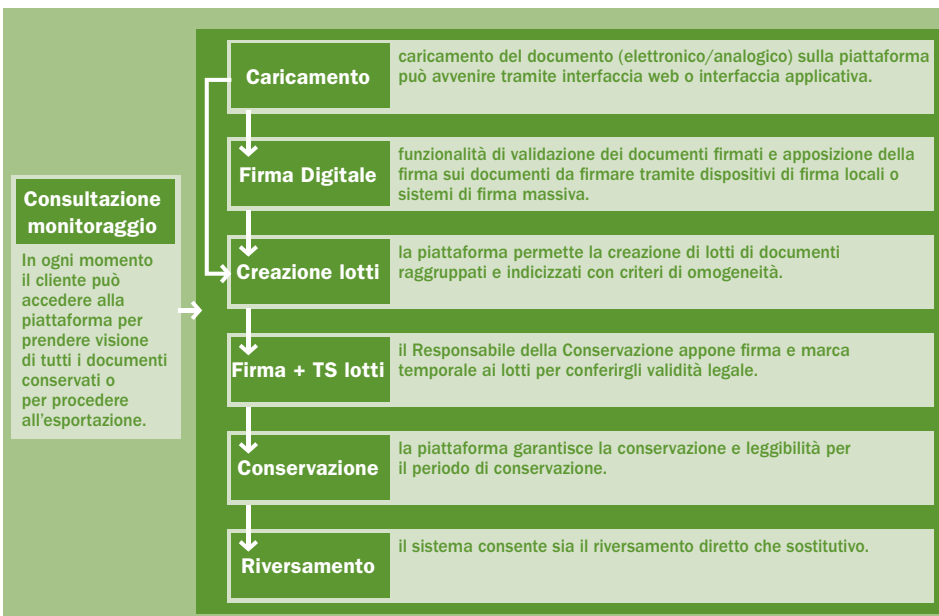 Consultazione
monitoraggio
In ogni momento
il cliente può
accedere alla
piattaforma per
prendere visione
di tutti i documenti
conservati o
per procedere
all'esportazione.
Caricamento
caricamento del documento (elettronico/analogico) sulla piattaforma
può avvenire tramite interfaccia web o interfaccia applicativa.
Firma Digitale
funzionalità di validazione dei documenti firmati e apposizione della
firma sui documenti da firmare tramite dispositivi di firma locali o
sistemi di firma massiva.
Creazione lotti
la piattaforma permette la creazione di lotti di documenti
raggruppati e indicizzati con criteri di omogeneità.
Firma + TS lotti
il Responsabile della Conservazione appone firma e marca
temporale ai lotti per conferirgli validità legale.
Conservazione
la piattaforma garantisce la conservazione e leggibilità per
il periodo di conservazione.
Riversamento
il sistema consente sia il riversamento diretto che sostitutivo.